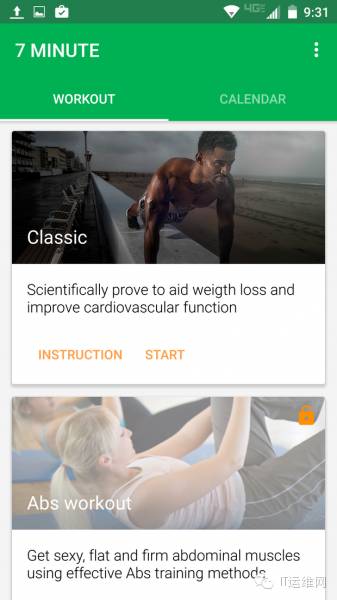 4G 9:31
7 MINUTE
WORKOUT CALENDAR
Classic
Scientifically prove to aid weigth loss and
improve cardiovascular function
INSTRUCTION START
Abs workout
Get sexy, flat and firm abdominal muscles
using effective Abs training methods.
IT运维网